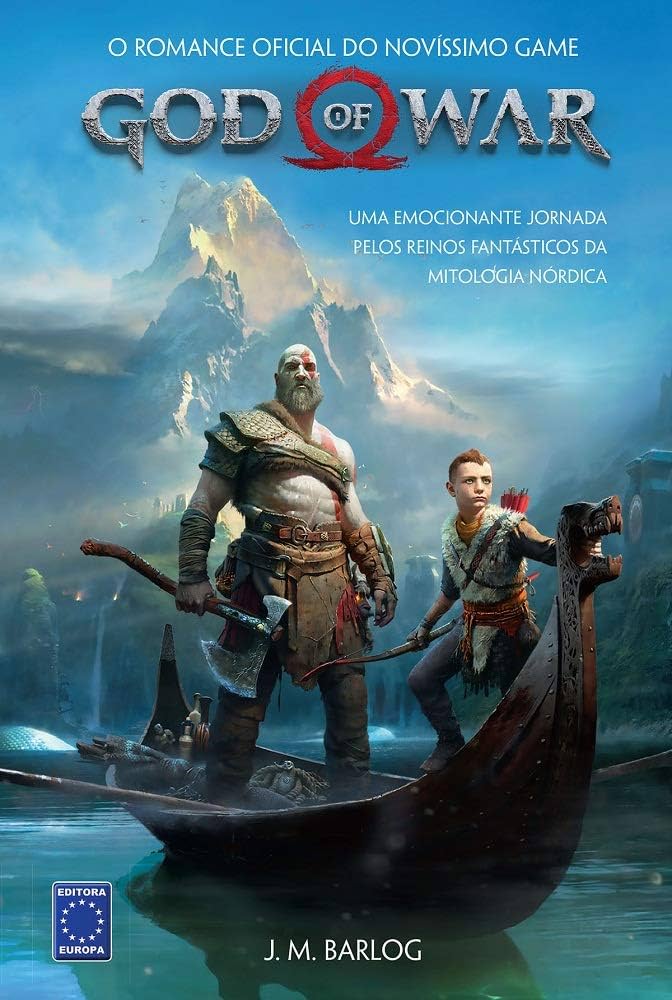 O ROMANCE OFICIAL DO NOVÍSSIMO GAME
GOD OF WAR
UMA EMOCIONANTE JORNADA
PELOS REINOS FANTÁSTICOS DA
MITOLOGIA NÓRDICA
EDITORA
EUROPA
J. M. BARLOG